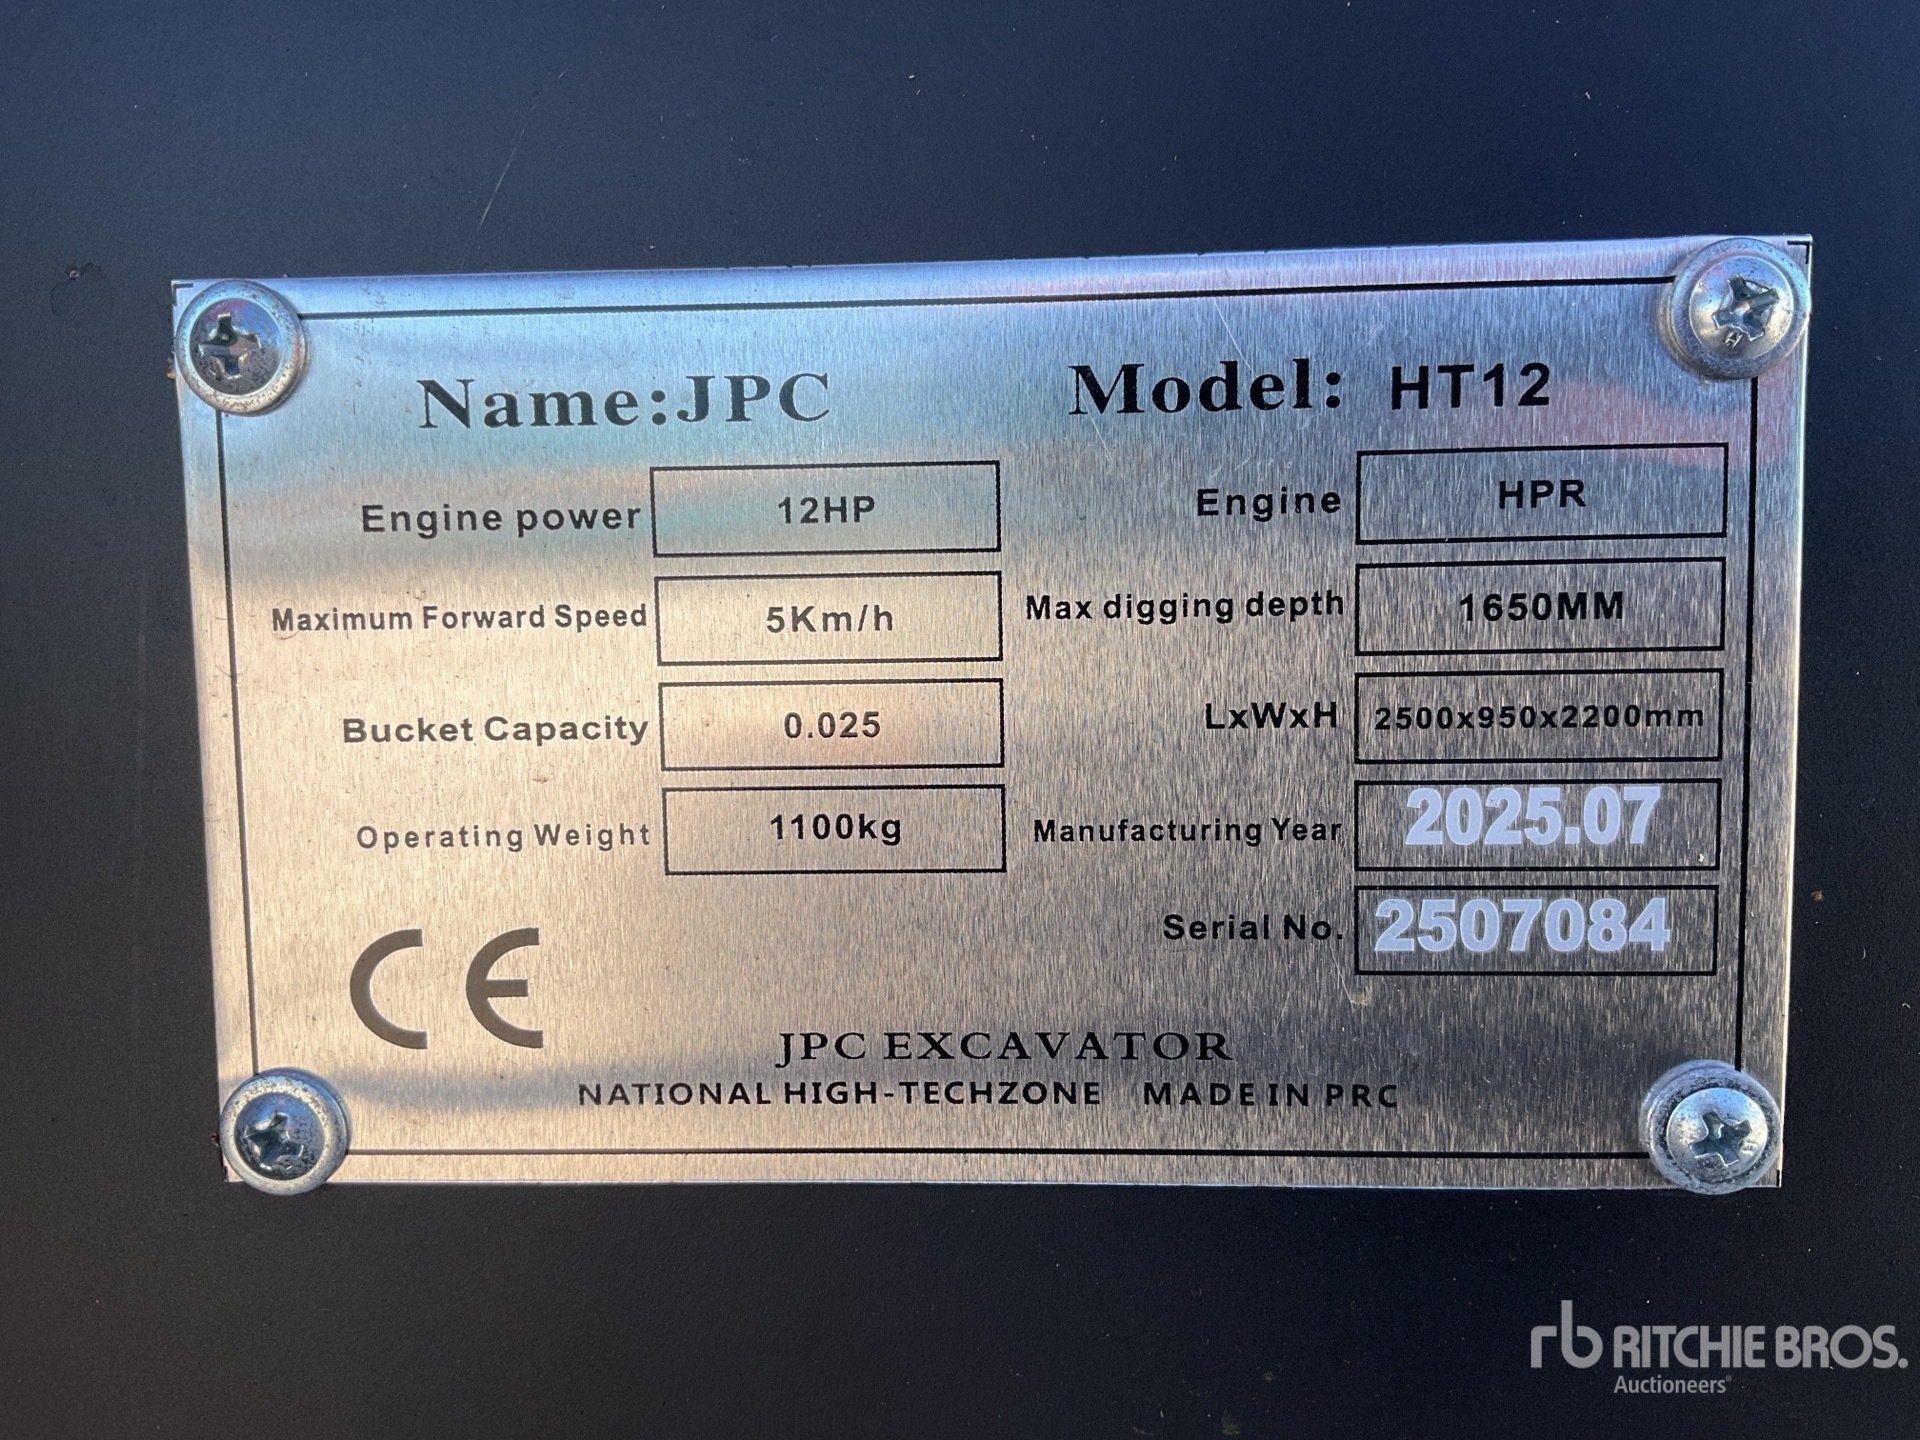 Name:JPC Model: HT12
Engine power 12HP Engine HPR
Maximum Forward Speed 5Km/h Max digging depth 1650MM
Bucket Capacity 0.025 LxWxH 2500x950x2200mm
Operating Weight 1100kg Manufacturing Year 2025.07
Serial No. 2507084
CE
JPC EXCAVATOR
NATIONAL HIGH-TECHZONE MADE IN PRC
rb RITCHIE BROS.
Auctioneers®